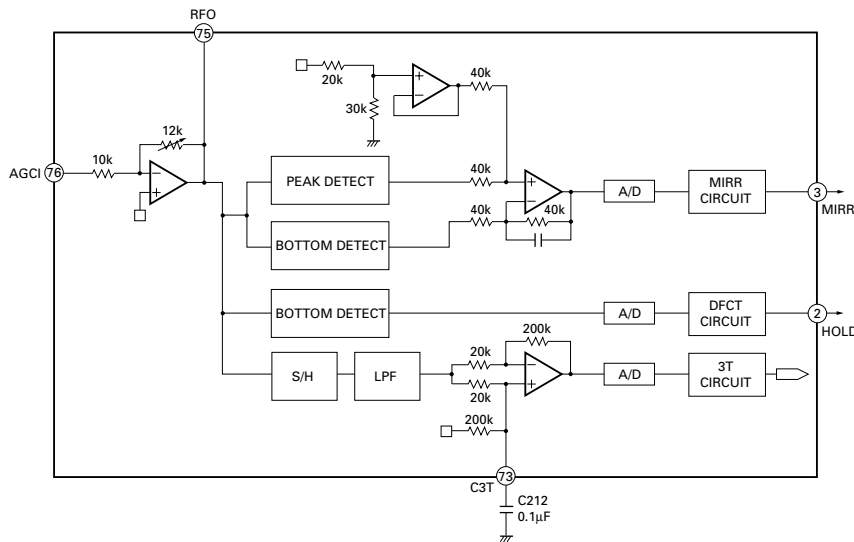 RFO
75
20k
40k
30k
12k
AGCI
76
10k
PEAK DETECT
40k
A/D
MIRR
CIRCUIT
3
MIRR
40k
40k
BOTTOM DETECT
BOTTOM DETECT
A/D
DFCT
CIRCUIT
2
HOLD
200k
S/H
LPF
20k
20k
A/D
3T
CIRCUIT
200k
73
C3T
C212
0.1µF